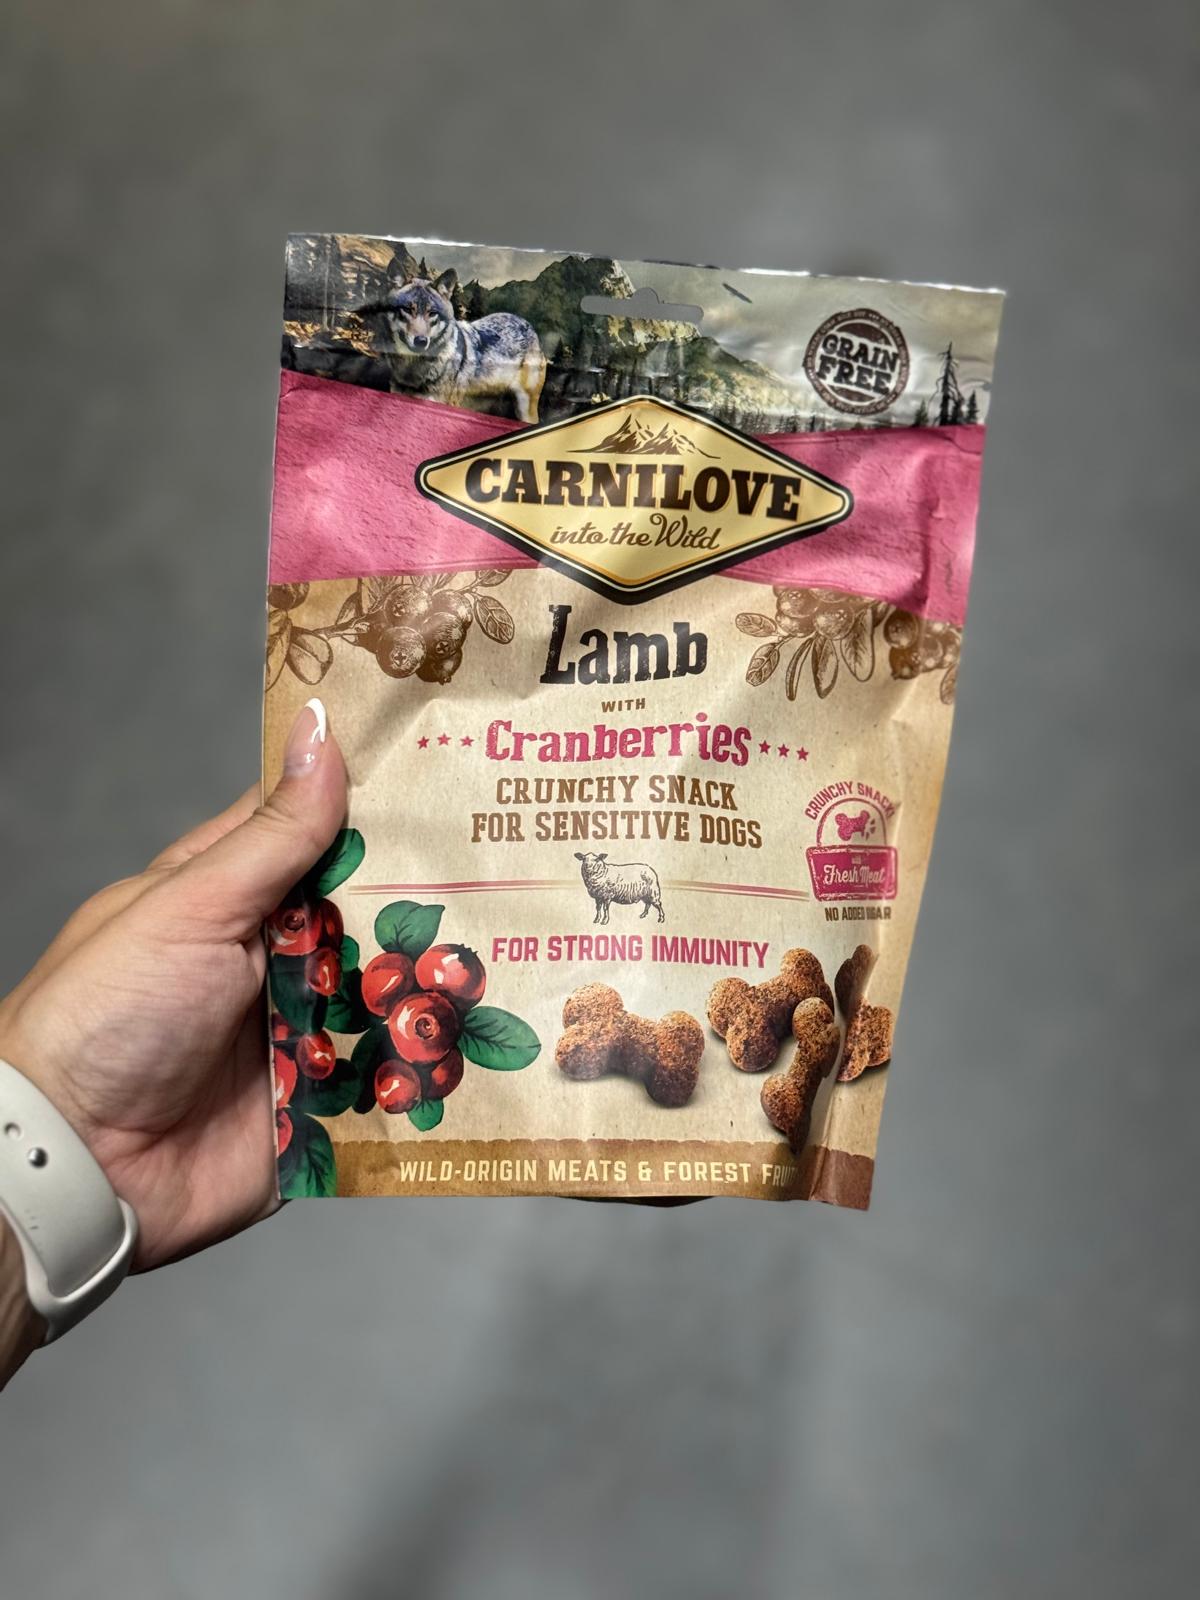 GRAIN
FREE
CARNILOVE
into the Wild
Lamb
WITH
Cranberries
CRUNCHY SNACK
FOR SENSITIVE DOGS
CRUNCHY SNACK!
with
Fresh Meat
NO ADDED SUGAR
FOR STRONG IMMUNITY
WILD-ORIGIN MEATS & FOREST